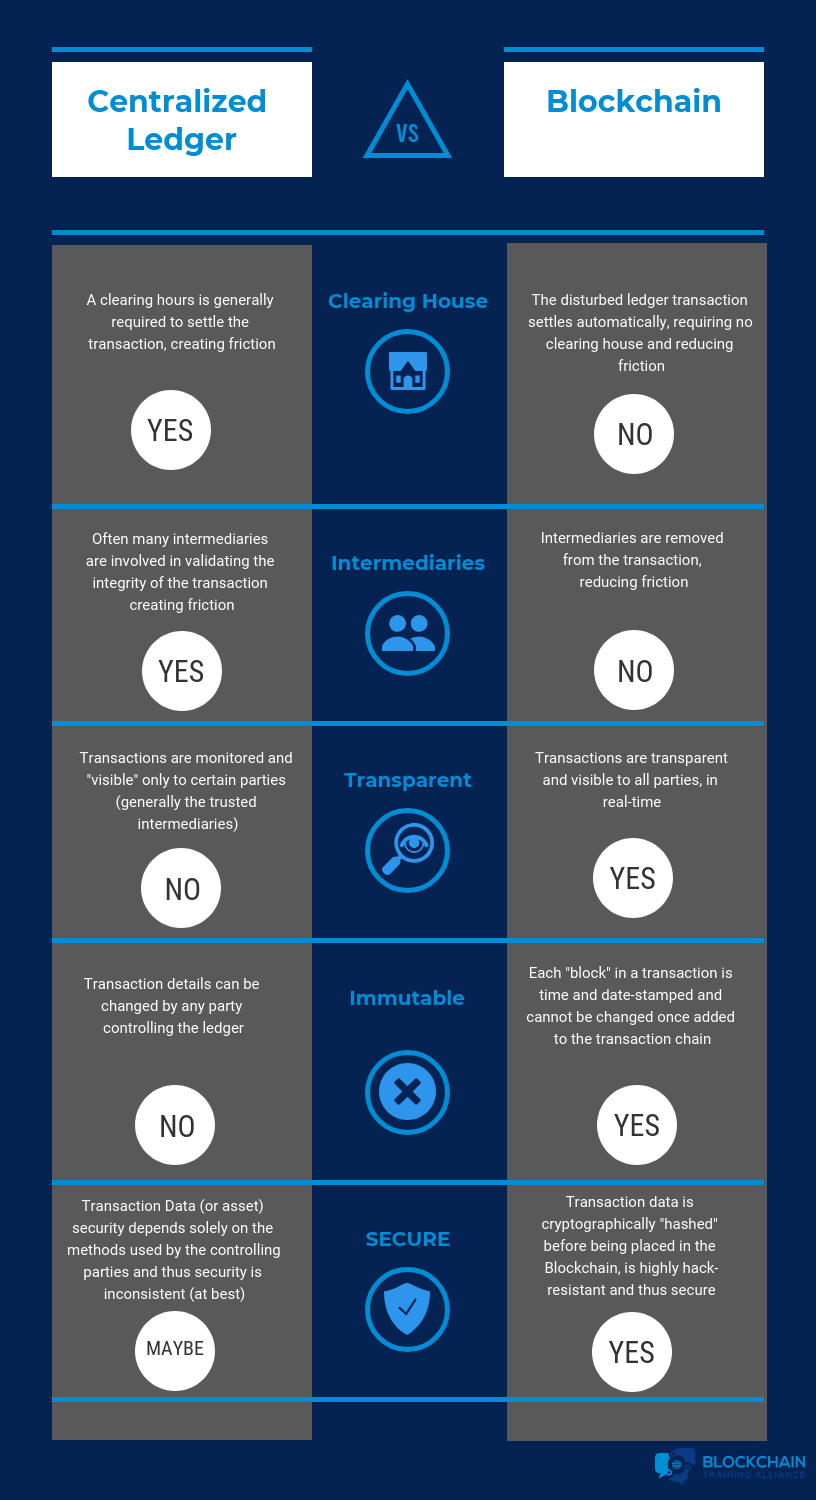 Centralized
Ledger
VS
Blockchain
Clearing House
A clearing hours is generally
required to settle the
transaction, creating friction
YES
The disturbed ledger transaction
settles automatically, requiring no
clearing house and reducing
friction
NO
Intermediaries
Often many intermediaries
are involved in validating the
integrity of the transaction
creating friction
YES
Intermediaries are removed
from the transaction,
reducing friction
NO
Transparent
Transactions are monitored and
"visible" only to certain parties
(generally the trusted
intermediaries)
NO
Transactions are transparent
and visible to all parties, in
real-time
YES
Immutable
Transaction details can be
changed by any party
controlling the ledger
NO
Each "block" in a transaction is
time and date-stamped and
cannot be changed once added
to the transaction chain
YES
SECURE
Transaction Data (or asset)
security depends solely on the
methods used by the controlling
parties and thus security is
inconsistent (at best)
MAYBE
Transaction data is
cryptographically "hashed"
before being placed in the
Blockchain, is highly hack-
resistant and thus secure
YES
BLOCKCHAIN
TRAINING ALLIANCE